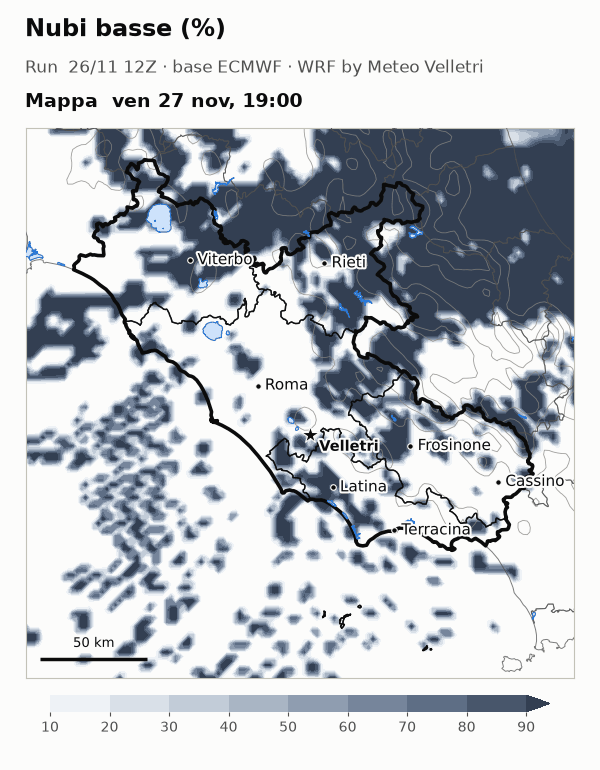 Nubi basse (%)
Run  26/11 12Z · base ECMWF · WRF by Meteo Velletri
Mappa  ven 27 nov, 19:00
Viterbo
Rieti
Roma
Velletri
Frosinone
Latina
Cassino
Terracina
50 km
10 20 30 40 50 60 70 80 90